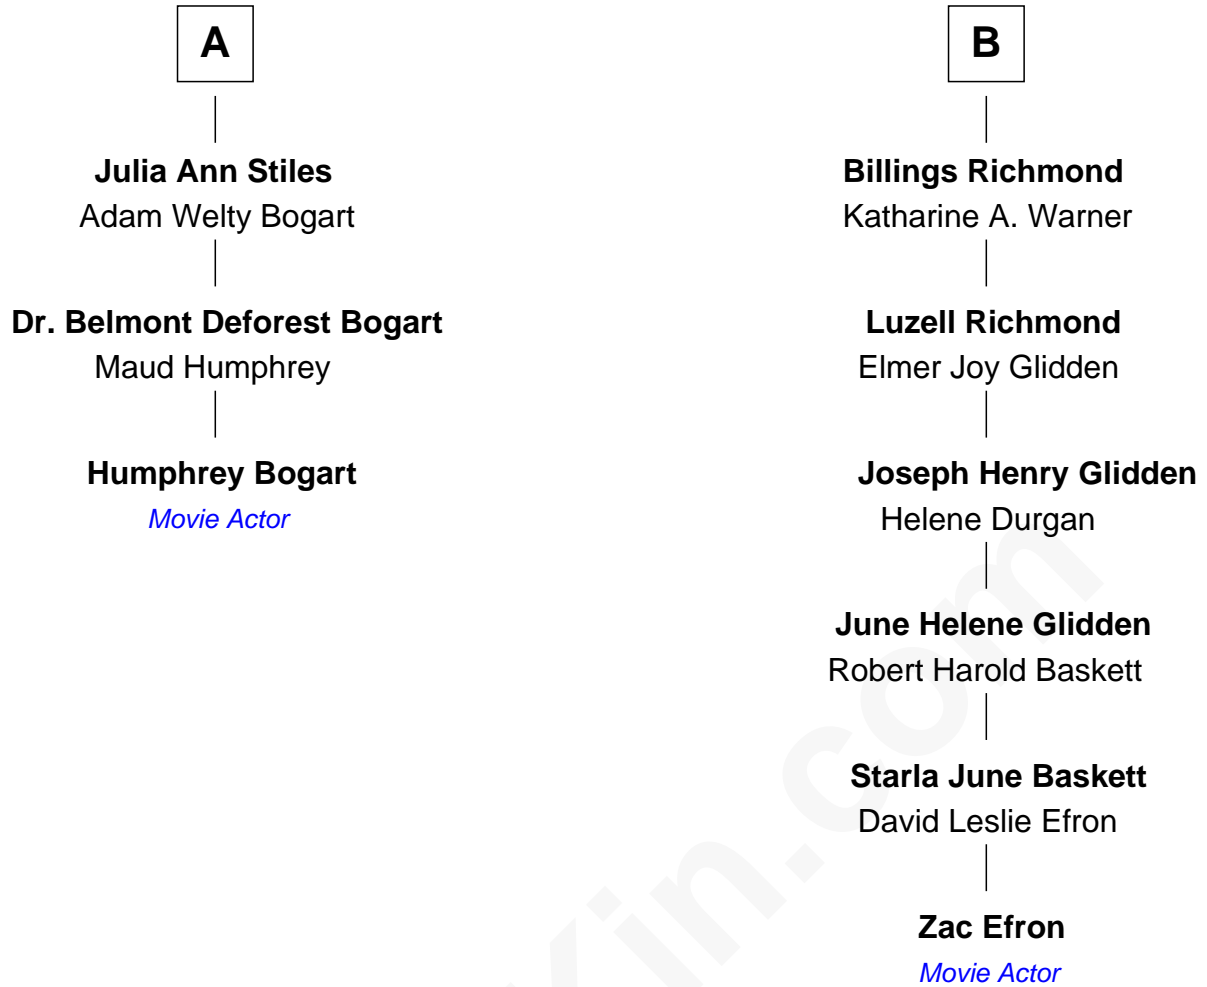 A
Julia Ann Stiles
Adam Welty Bogart
Dr. Belmont Deforest Bogart
Maud Humphrey
Humphrey Bogart
Movie Actor
B
Billings Richmond
Katharine A. Warner
Luzell Richmond
Elmer Joy Glidden
Joseph Henry Glidden
Helene Durgan
June Helene Glidden
Robert Harold Baskett
Starla June Baskett
David Leslie Efron
Zac Efron
Movie Actor
Kin.com